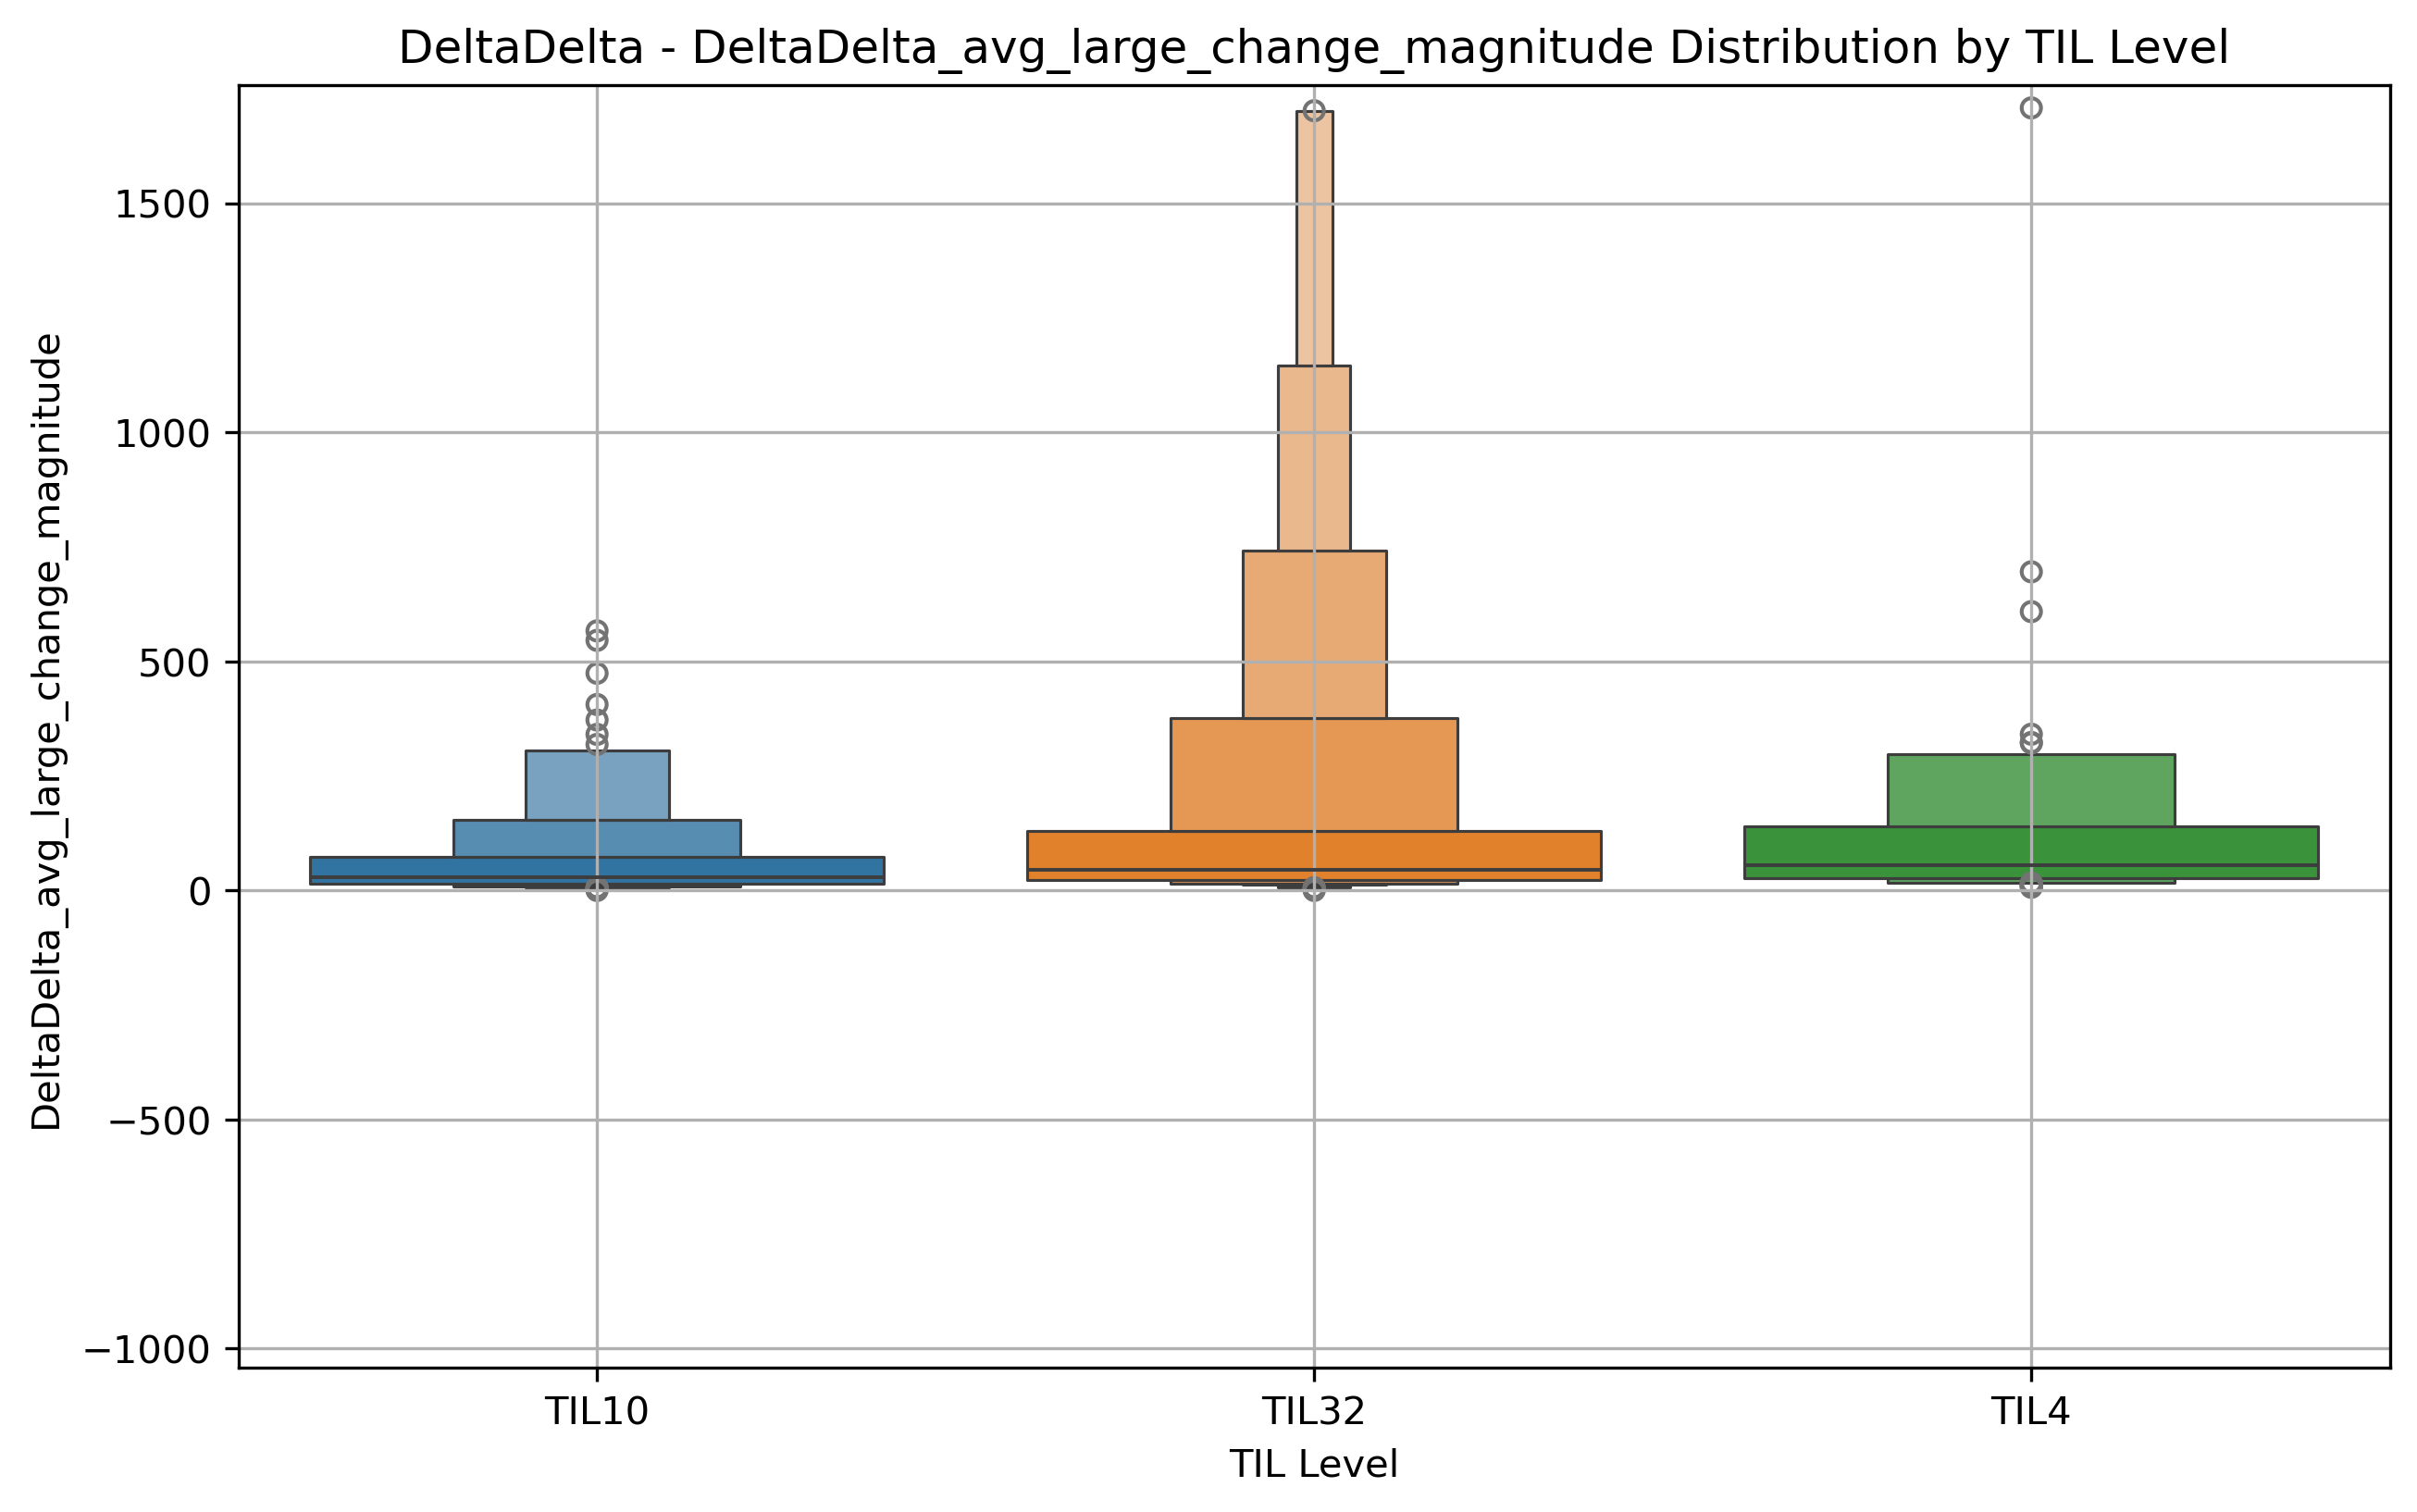 DeltaDelta - DeltaDelta_avg_large_change_magnitude Distribution by TIL Level
DeltaDelta_avg_large_change_magnitude
1500
1000
500
0
−500
−1000
TIL10
TIL32
TIL4
TIL Level